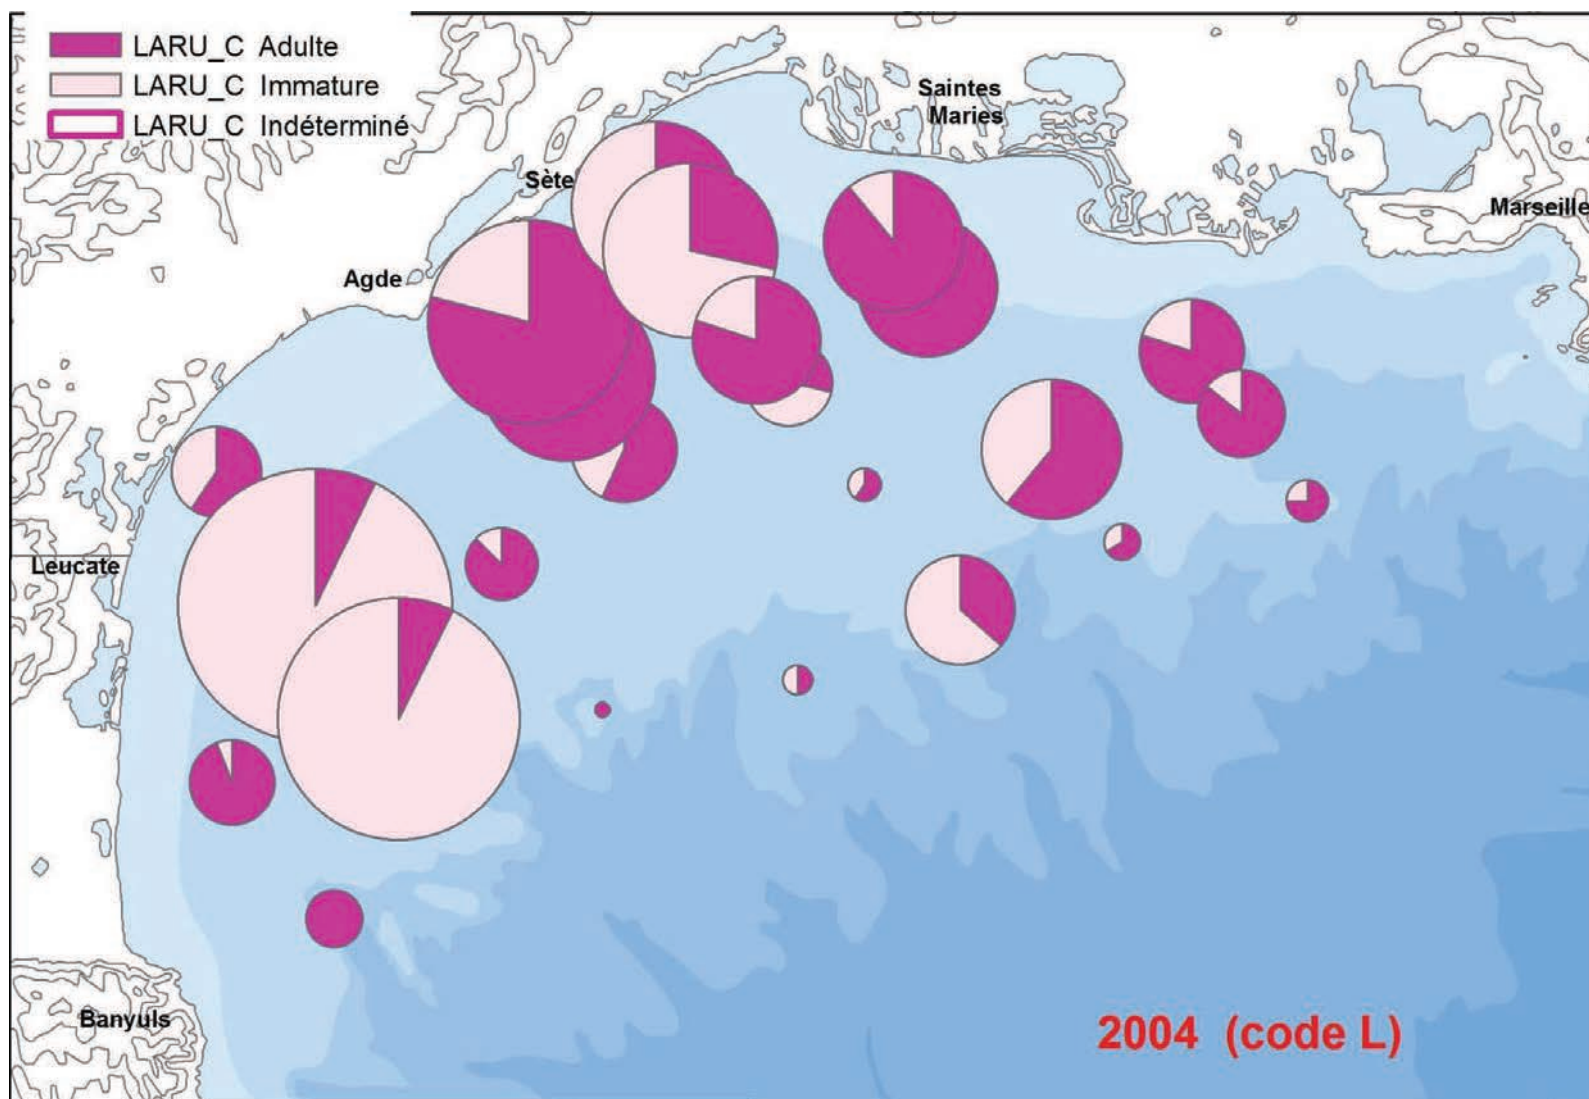 LARU_C Adulte
LARU_C Immature
LARU_C Indéterminé
Saintes
Maries
Sète
Marseille
Agde
Leucate
Banyuls
2004 (code L)